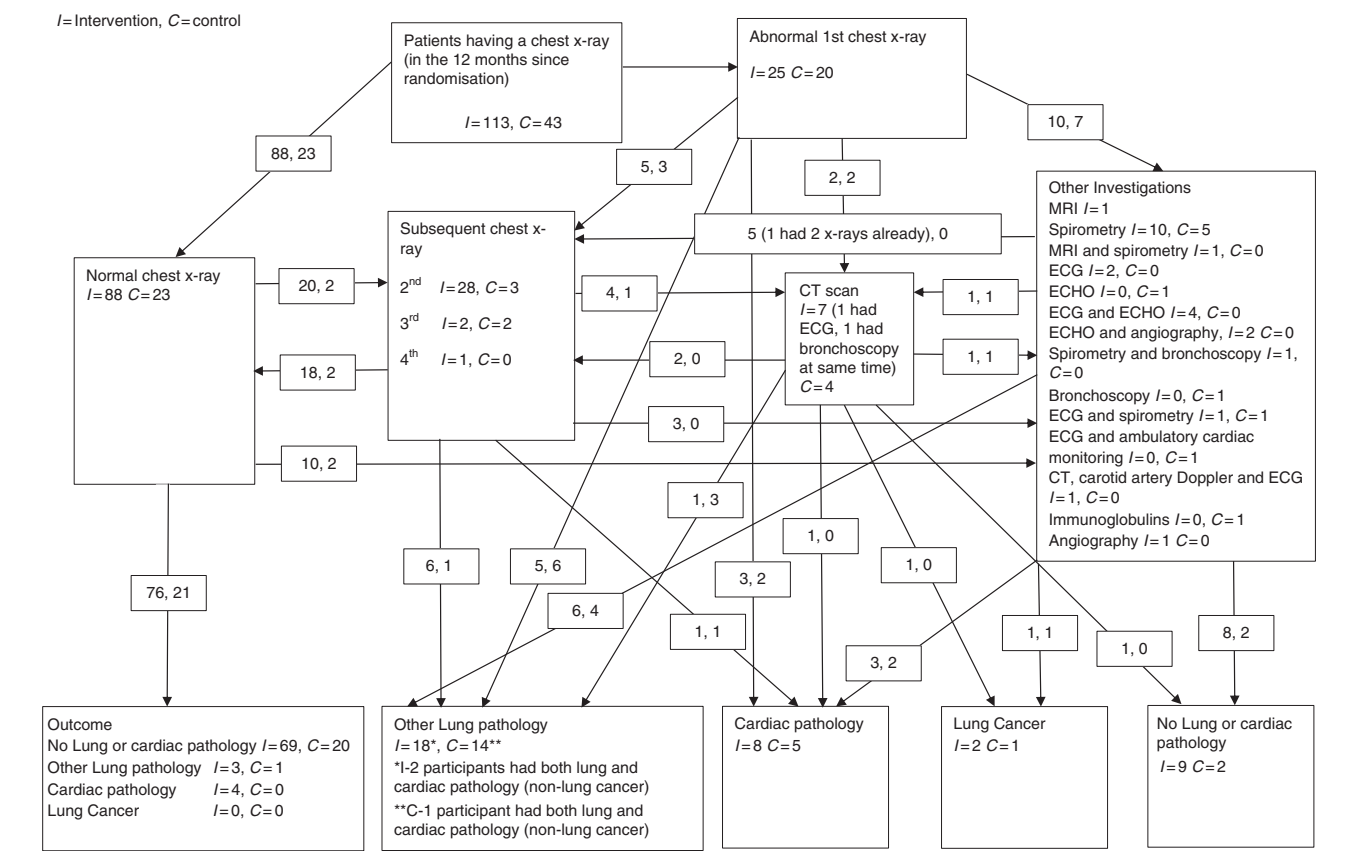 I=Intervention, C=control
Patients having a chest x-ray
(in the 12 months since
randomisation)
I=113, C=43
Abnormal 1st chest x-ray
I=25 C=20
88, 23
5, 3
2, 2
10, 7
5 (1 had 2 x-rays already), 0
Normal chest x-ray
I=88 C=23
20, 2
18, 2
10, 2
Subsequent chest x-
ray
2nd I=28, C=3
3rd I=2, C=2
4th I=1, C=0
4, 1
2, 0
3, 0
CT scan
I=7 (1 had
ECG, 1 had
bronchoscopy
at same time)
C=4
1, 1
1, 1
Other Investigations
MRI I=1
Spirometry I=10, C=5
MRI and spirometry I=1, C=0
ECG I=2, C=0
ECHO I=0, C=1
ECG and ECHO I=4, C=0
ECHO and angiography, I=2 C=0
Spirometry and bronchoscopy I=1,
C=0
Bronchoscopy I=0, C=1
ECG and spirometry I=1, C=1
ECG and ambulatory cardiac
monitoring I=0, C=1
CT, carotid artery Doppler and ECG
I=1, C=0
Immunoglobulins I=0, C=1
Angiography I=1 C=0
76, 21
6, 1
5, 6
6, 4
1, 3
1, 1
3, 2
1, 0
1, 0
3, 2
1, 1
1, 0
8, 2
Outcome
No Lung or cardiac pathology I=69, C=20
Other Lung pathology I=3, C=1
Cardiac pathology I=4, C=0
Lung Cancer I=0, C=0
Other Lung pathology
I=18*, C=14**
*I-2 participants had both lung and
cardiac pathology (non-lung cancer)
**C-1 participant had both lung and
cardiac pathology (non-lung cancer)
Cardiac pathology
I=8 C=5
Lung Cancer
I=2 C=1
No Lung or cardiac
pathology
I=9 C=2